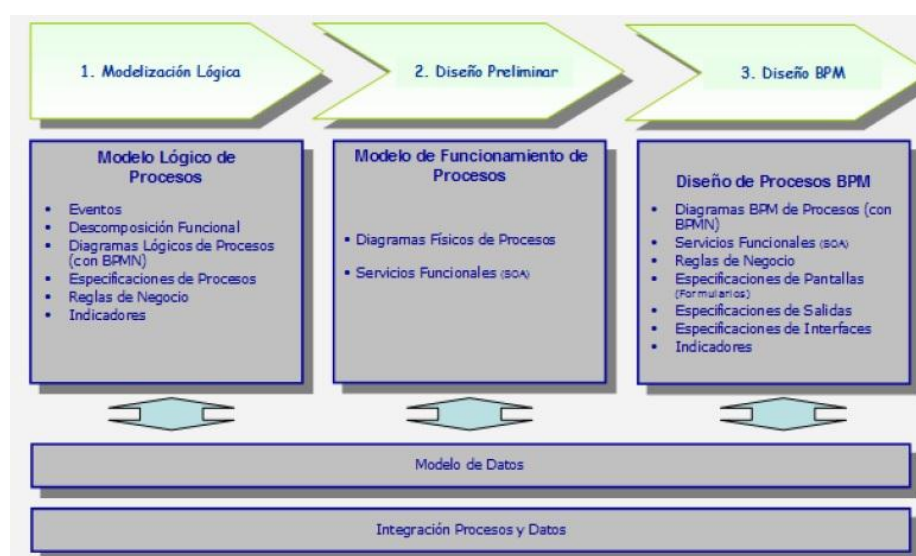 1. Modelización Lógica
2. Diseño Preliminar
3. Diseño BPM
Modelo Lógico de
Procesos
• Eventos
• Descomposición Funcional
• Diagramas Lógicos de Procesos
(con BPMN)
• Especificaciones de Procesos
• Reglas de Negocio
• Indicadores
Modelo de Funcionamiento de
Procesos
• Diagramas Físicos de Procesos
• Servicios Funcionales (SOA)
Diseño de Procesos BPM
• Diagramas BPM de Procesos (con
BPMN)
• Servicios Funcionales (SOA)
• Reglas de Negocio
• Especificaciones de Pantallas
(Formularios)
• Especificaciones de Salidas
• Especificaciones de Interfaces
• Indicadores
Modelo de Datos
Integración Procesos y Datos